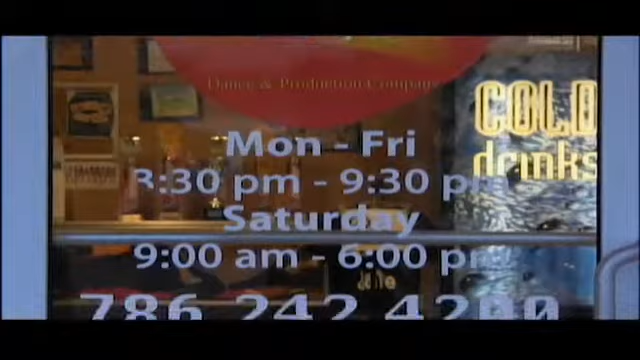 Dance & Production Company
COLD
drinks
Mon - Fri
3:30 pm - 9:30 pm
Saturday
9:00 am - 6:00 pm
786 242 4200